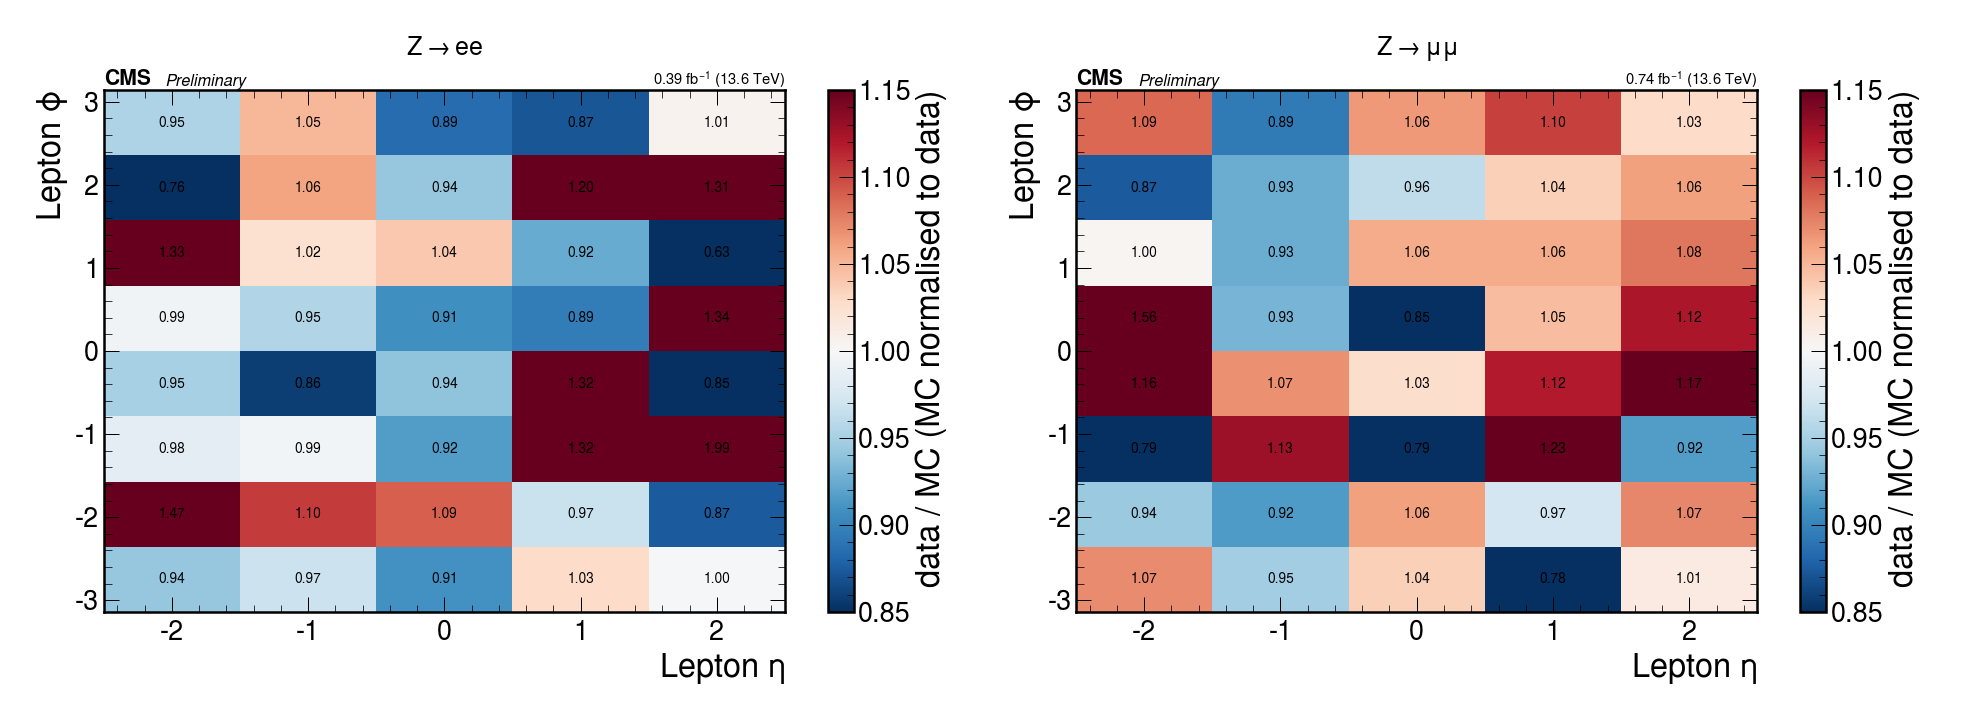 Z → ee
CMS Preliminary 0.39 fb⁻¹ (13.6 TeV)
Lepton ϕ
3
2
1
0
-1
-2
-3
0.95 1.05 0.89 0.87 1.01
0.76 1.06 0.94 1.20 1.31
1.33 1.02 1.04 0.92 0.63
0.99 0.95 0.91 0.89 1.34
0.95 0.86 0.94 1.32 0.85
0.98 0.99 0.92 1.32 1.99
1.47 1.10 1.09 0.97 0.87
0.94 0.97 0.91 1.03 1.00
-2 -1 0 1 2
Lepton η
1.15
1.10
1.05
1.00
0.95
0.90
0.85
data / MC (MC normalised to data)
Z → μμ
CMS Preliminary 0.74 fb⁻¹ (13.6 TeV)
Lepton ϕ
3
2
1
0
-1
-2
-3
1.09 0.89 1.06 1.10 1.03
0.87 0.93 0.96 1.04 1.06
1.00 0.93 1.06 1.06 1.08
1.56 0.93 0.85 1.05 1.12
1.16 1.07 1.03 1.12 1.17
0.79 1.13 0.79 1.23 0.92
0.94 0.92 1.06 0.97 1.07
1.07 0.95 1.04 0.78 1.01
-2 -1 0 1 2
Lepton η
1.15
1.10
1.05
1.00
0.95
0.90
0.85
data / MC (MC normalised to data)